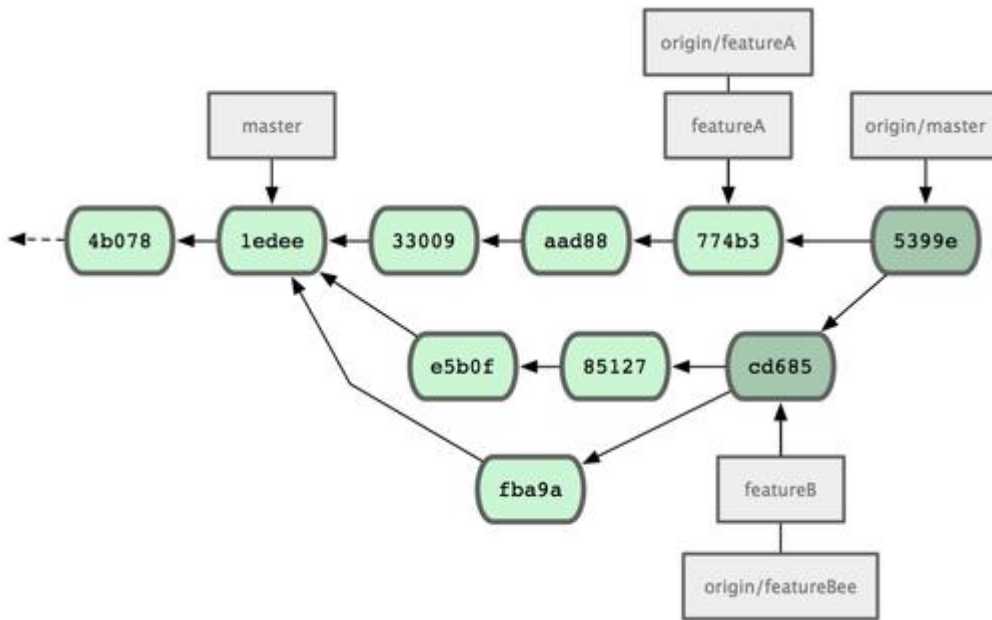 origin/featureA
master
featureA
origin/master
4b078
1edee
33009
aad88
774b3
5399e
e5b0f
85127
cd685
fba9a
featureB
origin/featureBee